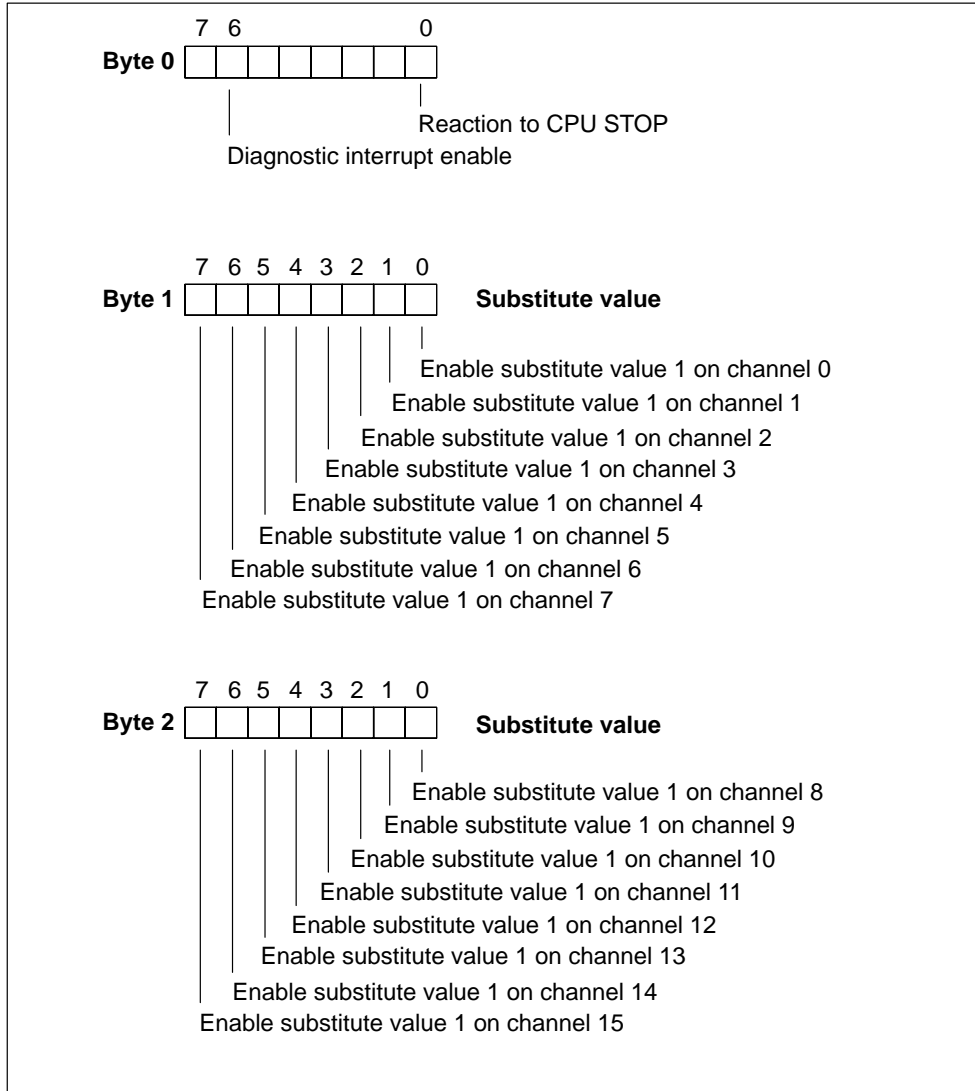 7 6 0
Byte 0
Reaction to CPU STOP
Diagnostic interrupt enable
7 6 5 4 3 2 1 0
Byte 1 Substitute value
Enable substitute value 1 on channel 0
Enable substitute value 1 on channel 1
Enable substitute value 1 on channel 2
Enable substitute value 1 on channel 3
Enable substitute value 1 on channel 4
Enable substitute value 1 on channel 5
Enable substitute value 1 on channel 6
Enable substitute value 1 on channel 7
7 6 5 4 3 2 1 0
Byte 2 Substitute value
Enable substitute value 1 on channel 8
Enable substitute value 1 on channel 9
Enable substitute value 1 on channel 10
Enable substitute value 1 on channel 11
Enable substitute value 1 on channel 12
Enable substitute value 1 on channel 13
Enable substitute value 1 on channel 14
Enable substitute value 1 on channel 15